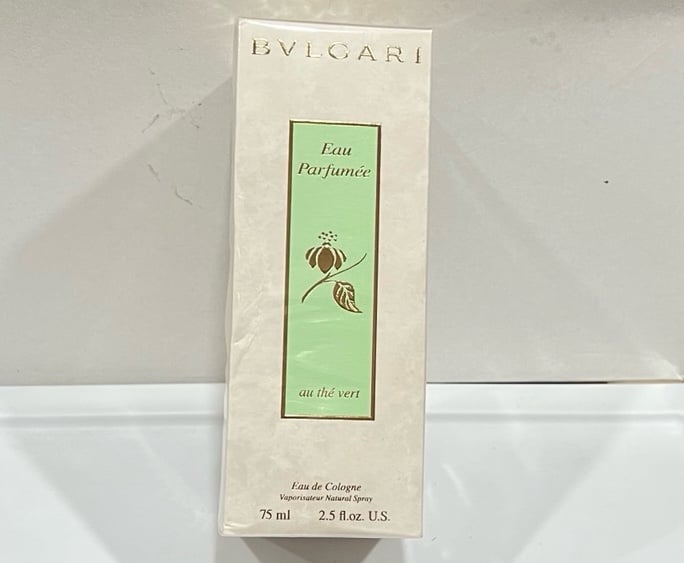 BVLGARI
Eau
Parfumée
au thé vert
Eau de Cologne
Vaporisateur Natural Spray
75 ml 2.5 fl.oz. U.S.